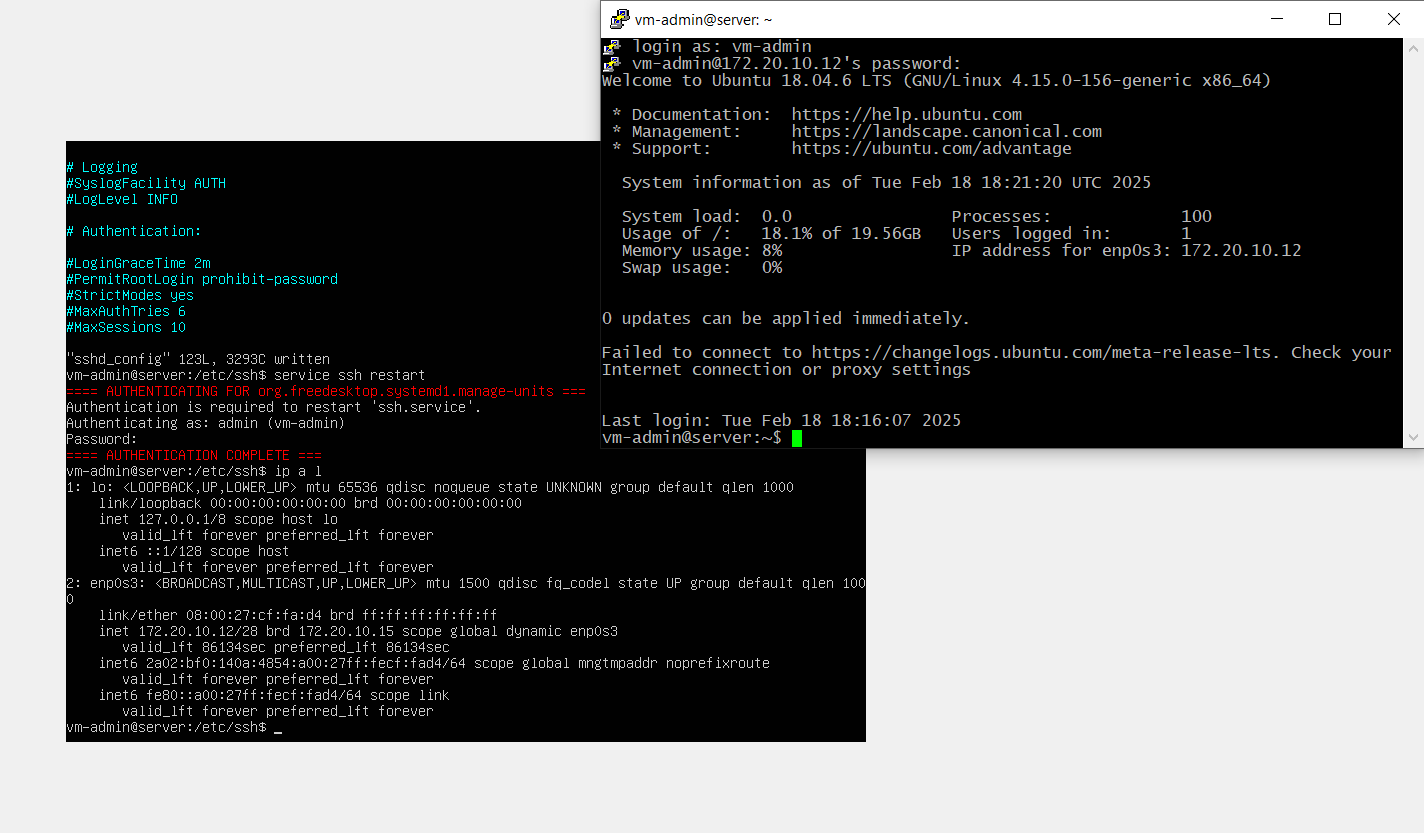 # Logging
#SyslogFacility AUTH
#LogLevel INFO
# Authentication:
#LoginGraceTime 2m
#PermitRootLogin prohibit-password
#StrictModes yes
#MaxAuthTries 6
#MaxSessions 10
"sshd_config" 123L, 3293C written
vm-admin@server:/etc/ssh$ service ssh restart
==== AUTHENTICATING FOR org.freedesktop.systemd1.manage-units ===
Authentication is required to restart 'ssh.service'.
Authenticating as: admin (vm-admin)
Password:
==== AUTHENTICATION COMPLETE ===
vm-admin@server:/etc/ssh$ ip a l
1: lo: <LOOPBACK,UP,LOWER_UP> mtu 65536 qdisc noqueue state UNKNOWN group default qlen 1000
link/loopback 00:00:00:00:00:00 brd 00:00:00:00:00:00
inet 127.0.0.1/8 scope host lo
valid_lft forever preferred_lft forever
inet6 ::1/128 scope host
valid_lft forever preferred_lft forever
2: enp0s3: <BROADCAST,MULTICAST,UP,LOWER_UP> mtu 1500 qdisc fq_codel state UP group default qlen 100
0
link/ether 08:00:27:cf:fa:d4 brd ff:ff:ff:ff:ff:ff
inet 172.20.10.12/28 brd 172.20.10.15 scope global dynamic enp0s3
valid_lft 86134sec preferred_lft 86134sec
inet6 2a02:bf0:140a:4854:a00:27ff:fecf:fad4/64 scope global mngtmpaddr noprefixroute
valid_lft forever preferred_lft forever
inet6 fe80::a00:27ff:fecf:fad4/64 scope link
valid_lft forever preferred_lft forever
vm-admin@server:/etc/ssh$ _
vm-admin@server: ~
login as: vm-admin
vm-admin@172.20.10.12's password:
Welcome to Ubuntu 18.04.6 LTS (GNU/Linux 4.15.0-156-generic x86_64)
* Documentation:  https://help.ubuntu.com
* Management:     https://landscape.canonical.com
* Support:        https://ubuntu.com/advantage
System information as of Tue Feb 18 18:21:20 UTC 2025
System load:  0.0               Processes:             100
Usage of /:   18.1% of 19.56GB   Users logged in:       1
Memory usage: 8%                 IP address for enp0s3: 172.20.10.12
Swap usage:   0%
0 updates can be applied immediately.
Failed to connect to https://changelogs.ubuntu.com/meta-release-lts. Check your
Internet connection or proxy settings
Last login: Tue Feb 18 18:16:07 2025
vm-admin@server:~$